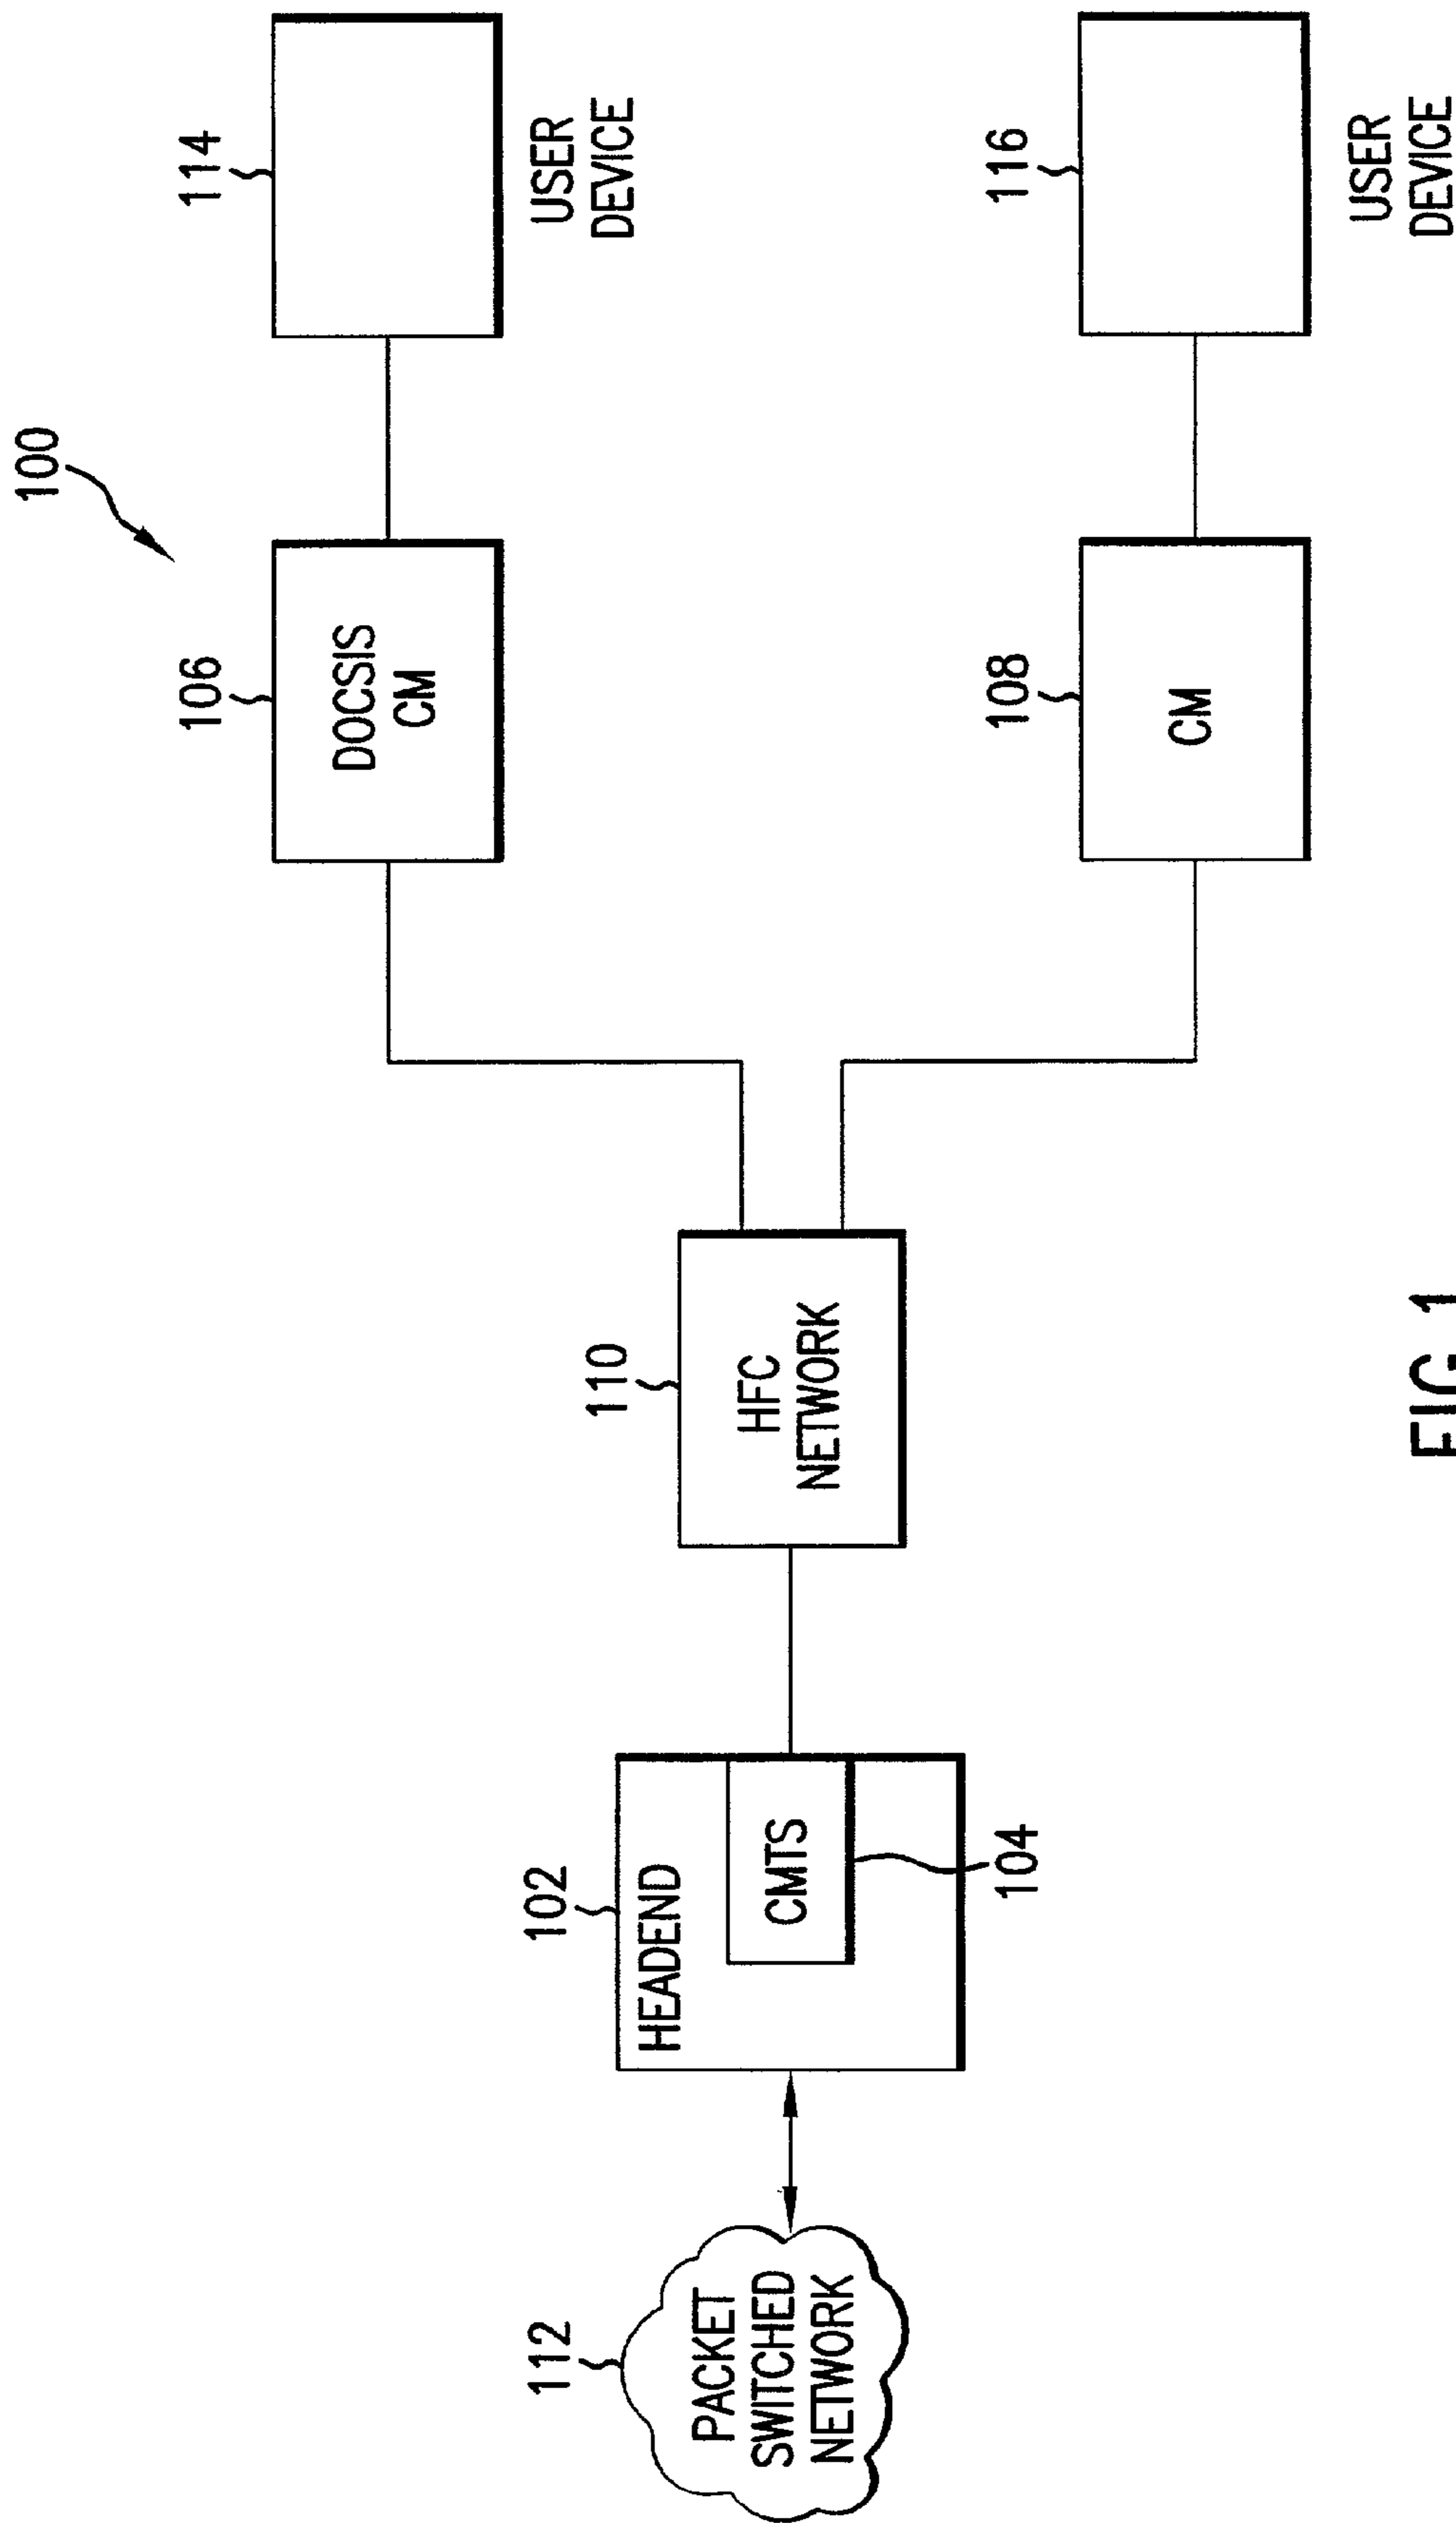 100
114
USER
DEVICE
106
DOCSIS
CM
110
HFC
NETWORK
102
HEADEND
CMTS
104
112
PACKET
SWITCHED
NETWORK
108
CM
116
USER
DEVICE
FIG. 1